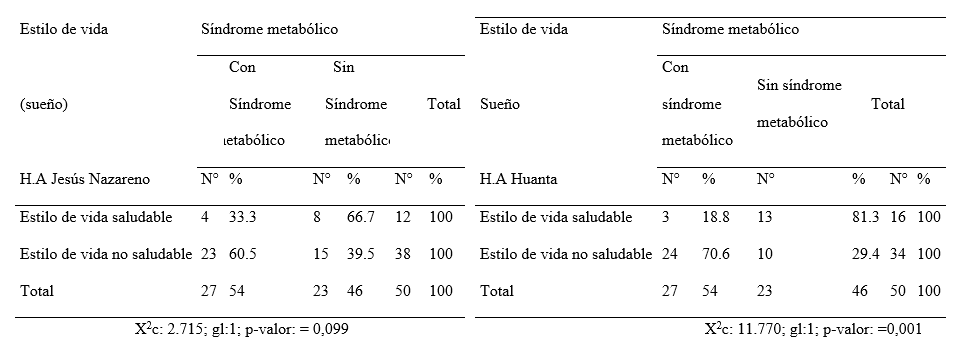 Estilo de vida Síndrome metabólico
Con Sin
(sueño) Síndrome Síndrome Total
etabólico metabólic
H.A Jesús Nazareno N° % N° % N° %
Estilo de vida saludable 4 33.3 8 66.7 12 100
Estilo de vida no saludable 23 60.5 15 39.5 38 100
Total 27 54 23 46 50 100
X²c: 2.715; gl:1; p-valor: = 0,099
Estilo de vida Síndrome metabólico
Con
Sin síndrome
Sueño síndrome Total
metabólico
metabólico
H.A Huanta N° % N° % N° %
Estilo de vida saludable 3 18.8 13 81.3 16 100
Estilo de vida no saludable 24 70.6 10 29.4 34 100
Total 27 54 23 46 50 100
X²c: 11.770; gl:1; p-valor: =0,001